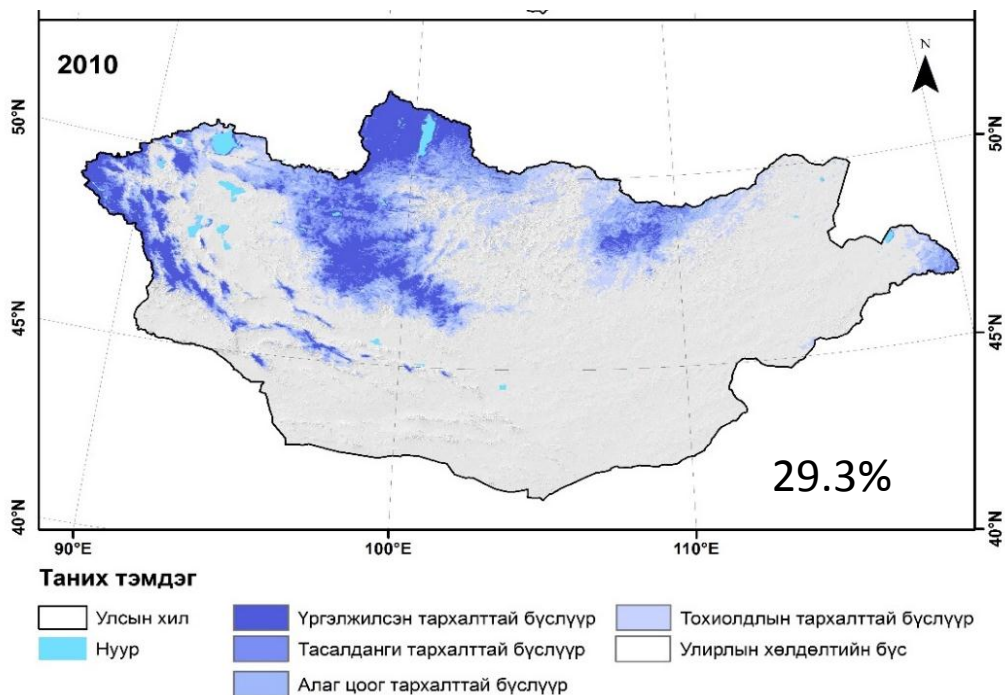 2010
N
50°N
50°N
45°N
45°N
29.3%
40°N
40°N
90°E
100°E
110°E
Таних тэмдэг
Улсын хил
Үргэлжилсэн тархалттай бүслүүр
Тохиолдлын тархалттай бүслүүр
Нуур
Тасалданги тархалттай бүслүүр
Улирлын хөлдөлтийн бүс
Алаг цоог тархалттай бүслүүр